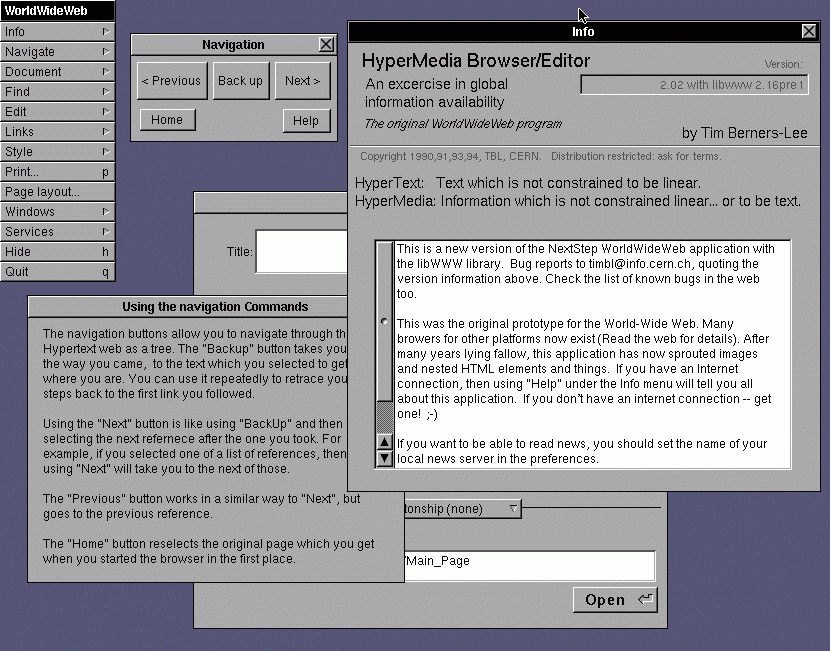 WorldWideWeb
Info
Navigate
Document
Find
Edit
Links
Style
Print... p
Page layout...
Windows
Services
Hide h
Quit q
Navigation
< Previous Back up Next >
Home Help
Info
HyperMedia Browser/Editor
Version:
An excercise in global
information availability
2.02 with libwww 2.16pre1
The original WorldWideWeb program
by Tim Berners-Lee
Copyright 1990,91,93,94, TBL, CERN. Distribution restricted: ask for terms.
HyperText: Text which is not constrained to be linear.
HyperMedia: Information which is not constrained linear... or to be text.
This is a new version of the NextStep WorldWideWeb application with
the libWWW library. Bug reports to timbl@info.cern.ch, quoting the
version information above. Check the list of known bugs in the web
too.
This was the original prototype for the World-Wide Web. Many
browers for other platforms now exist (Read the web for details). After
many years lying fallow, this application has now sprouted images
and nested HTML elements and things. If you have an Internet
connection, then using "Help" under the Info menu will tell you all
about this application. If you don't have an internet connection -- get
one! ;-)
If you want to be able to read news, you should set the name of your
local news server in the preferences.
Title:
Using the navigation Commands
The navigation buttons allow you to navigate through th
Hypertext web as a tree. The "Backup" button takes you
the way you came, to the text which you selected to get
where you are. You can use it repeatedly to retrace you
steps back to the first link you followed.
Using the "Next" button is like using "BackUp" and then
selecting the next refernece after the one you took. For
example, if you selected one of a list of references, then
using "Next" will take you to the next of those.
The "Previous" button works in a similar way to "Next", but
goes to the previous reference.
The "Home" button reselects the original page which you get
when you started the browser in the first place.
tonship (none)
/Main_Page
Open